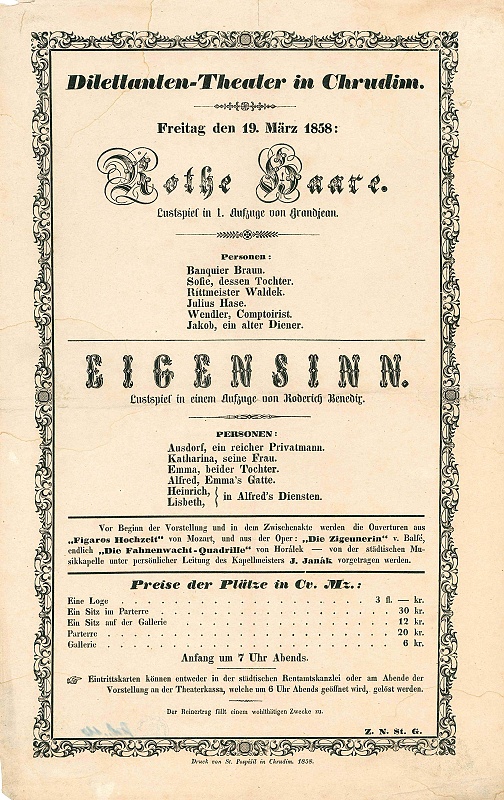 Dilettanten-Theater in Chrudim.
Freitag den 19. März 1858:
Rothe Haare.
Lustspiel in 1. Aufzuge von Grandjean.
Personen:
Banquier Braun.
Sofie, dessen Tochter.
Rittmeister Waldek.
Julius Hase.
Wendler, Comptoirist.
Jakob, ein alter Diener.
EIGENSINN.
Lustspiel in einem Aufzuge von Roderich Benedix.
PERSONEN:
Ausdorf, ein reicher Privatmann.
Katharina, seine Frau.
Emma, beider Tochter.
Alfred, Emma's Gatte.
Heinrich,
Lisbeth, } in Alfred's Diensten.
Vor Beginn der Vorstellung und in dem Zwischenakte werden die Ouverturen aus
„Figaros Hochzeit" von Mozart, und aus der Oper: „Die Zigeunerin" v. Balfé,
endlich „Die Fahnenwacht-Quadrille" von Horálek — von der städtischen Mu-
sikkapelle unter persönlicher Leitung des Kapellmeisters J. Janák vorgetragen werden.
Preise der Plätze in Cv. Mz.:
Eine Loge . . . . . . . . . . . . 3 fl. — kr.
Ein Sitz im Parterre . . . . . . . . . . . . 30 kr.
Ein Sitz auf der Gallerie . . . . . . . . . . . . 12 kr.
Parterre . . . . . . . . . . . . 20 kr.
Gallerie . . . . . . . . . . . . 6 kr.
Anfang um 7 Uhr Abends.
☞ Eintrittskarten können entweder in der städtischen Rentamtskanzlei oder am Abende der
Vorstellung an der Theaterkassa, welche um 6 Uhr Abends geöffnet wird, gelöst werden.
Der Reinertrag fällt einem wohlthätigen Zwecke zu.
Z. N. St. G.
Druck von St. Pospíšil in Chrudim. 1858.